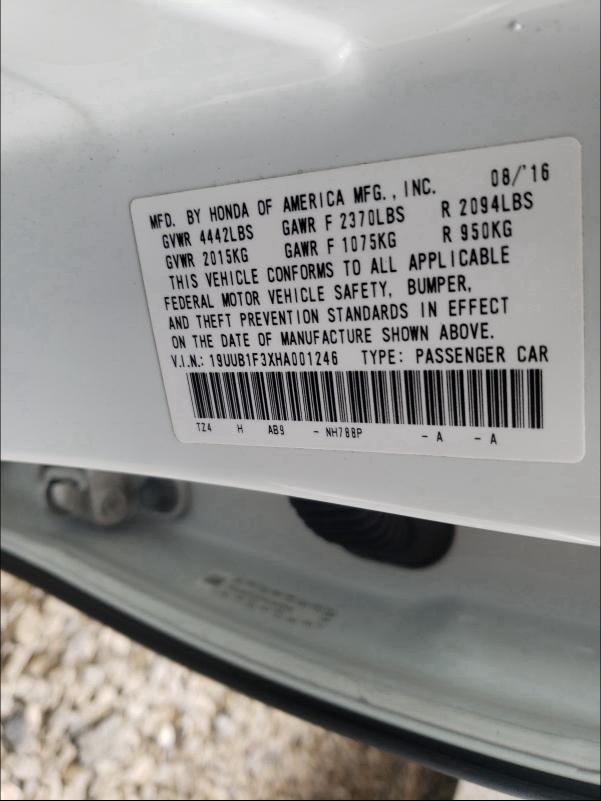 MFD. BY HONDA OF AMERICA MFG., INC. 08/'16
GVWR 4442LBS GAWR F 2370LBS R 2094LBS
GVWR 2015KG GAWR F 1075KG R 950KG
THIS VEHICLE CONFORMS TO ALL APPLICABLE
FEDERAL MOTOR VEHICLE SAFETY, BUMPER,
AND THEFT PREVENTION STANDARDS IN EFFECT
ON THE DATE OF MANUFACTURE SHOWN ABOVE.
V.I.N.: 19UUB1F3XHA001246 TYPE: PASSENGER CAR
TZ4 H AB9 - NH788P - A - A